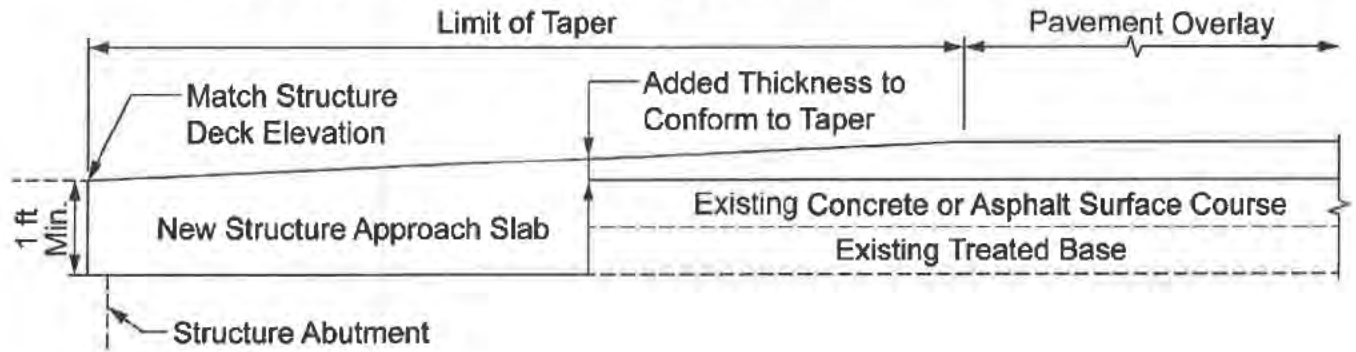 Limit of Taper
Pavement Overlay
Match Structure
Deck Elevation
Added Thickness to
Conform to Taper
1 ft
Min.
New Structure Approach Slab
Existing Concrete or Asphalt Surface Course
Existing Treated Base
Structure Abutment